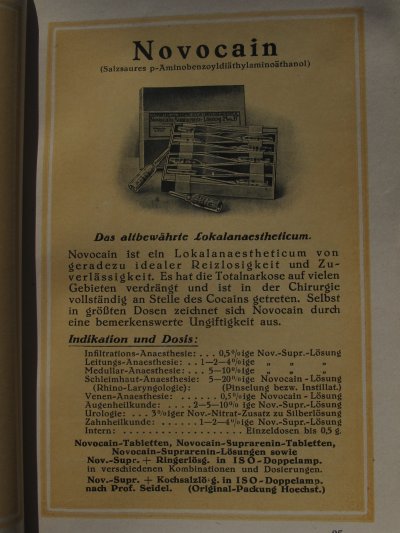 Novocain
(Salzsaures p-Aminobenzoyldiäthylaminoäthanol)
Das altbewährte Lokalanaestheticum.
Novocain ist ein Lokalanaestheticum von
geradezu idealer Reizlosigkeit und Zu-
verlässigkeit. Es hat die Totalnarkose auf vielen
Gebieten verdrängt und ist in der Chirurgie
vollständig an Stelle des Cocains getreten. Selbst
in größten Dosen zeichnet sich Novocain durch
eine bemerkenswerte Ungiftigkeit aus.
Indikation und Dosis:
Infiltrations-Anaesthesie: . . . 0,5%ige Nov.-Supr.-Lösung
Leitungs-Anaesthesie: . . . 1—2—4%ige „ „ „
Medullar-Anaesthesie: . . . 5—10%ige „ „ „
Schleimhaut-Anaesthesie: 5—20%ige Novocain-Lösung
(Rhino-Laryngologie): (Pinselung bezw. Instillat.)
Venen-Anaesthesie: . . . . . . . 0,5%ige Novocain-Lösung
Augenheilkunde: . . . . 2—5—10% ige Nov.-Supr.-Lösung
Urologie: . . . 3%iger Nov.-Nitrat-Zusatz zu Silberlösung
Zahnheilkunde: . . . . . . 1—2—4%ige Nov.-Supr.-Lösung
Intern: . . . . . . . . . . . . . . . . . Einzeldosen bis 0,5 g.
Novocain-Tabletten, Novocain-Suprarenin-Tabletten,
Novocain-Suprarenin-Lösungen sowie
Nov.-Supr. + Ringerlösg. in ISO-Doppelamp.
in verschiedenen Kombinationen und Dosierungen.
Nov.-Supr. + Kochsalzlösg. in ISO-Doppelamp.
nach Prof. Seidel. (Original-Packung Hoechst.)